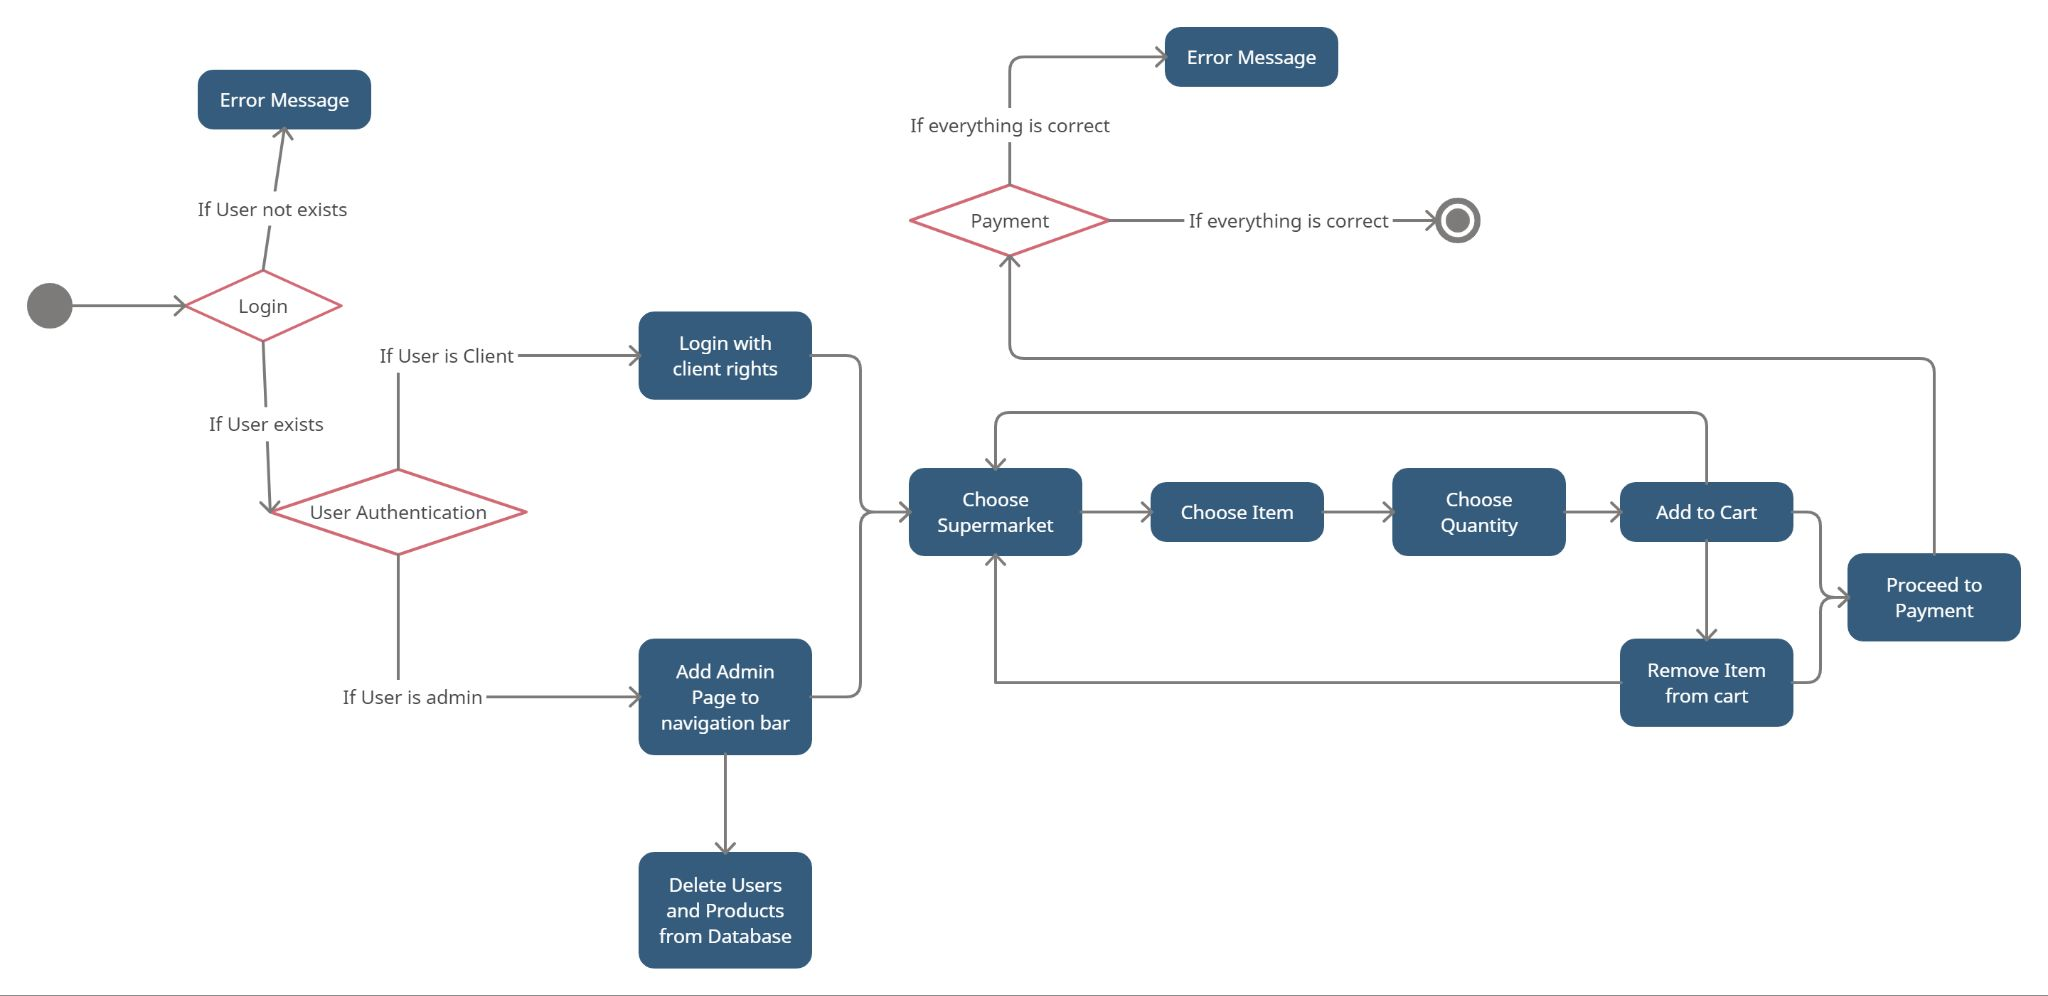 Error Message
If everything is correct
Payment
If everything is correct
Error Message
If User not exists
Login
If User exists
If User is Client
Login with
client rights
User Authentication
If User is admin
Add Admin
Page to
navigation bar
Delete Users
and Products
from Database
Choose
Supermarket
Choose Item
Choose
Quantity
Add to Cart
Remove Item
from cart
Proceed to
Payment